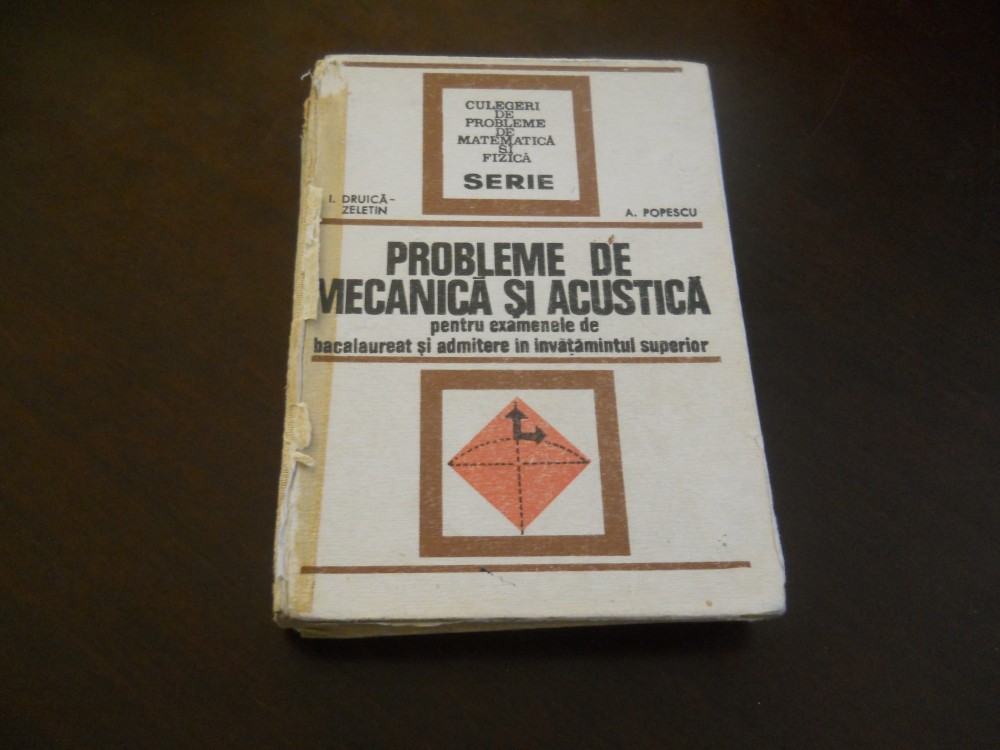 CULEGERI
DE
PROBLEME
DE
MATEMATICĂ
SI
FIZICĂ
SERIE
I. DRUICĂ-
ZELETIN
A. POPESCU
PROBLEME DE
MECANICĂ ŞI ACUSTICĂ
pentru examenele de
bacalaureat şi admitere in invăţămintul superior